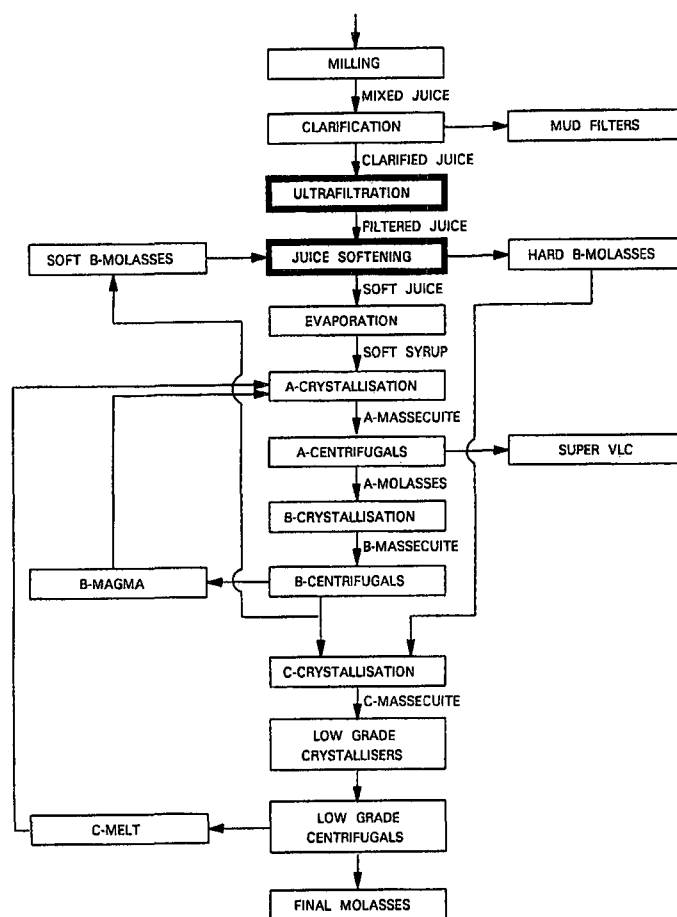 MILLING
MIXED JUICE
CLARIFICATION
MUD FILTERS
CLARIFIED JUICE
ULTRAFILTRATION
FILTERED JUICE
SOFT B-MOLASSES
JUICE SOFTENING
HARD B-MOLASSES
SOFT JUICE
EVAPORATION
SOFT SYRUP
A-CRYSTALLISATION
A-MASSECUITE
A-CENTRIFUGALS
SUPER VLC
A-MOLASSES
B-CRYSTALLISATION
B-MASSECUITE
B-MAGMA
B-CENTRIFUGALS
C-CRYSTALLISATION
C-MASSECUITE
LOW GRADE
CRYSTALLISERS
C-MELT
LOW GRADE
CENTRIFUGALS
FINAL MOLASSES